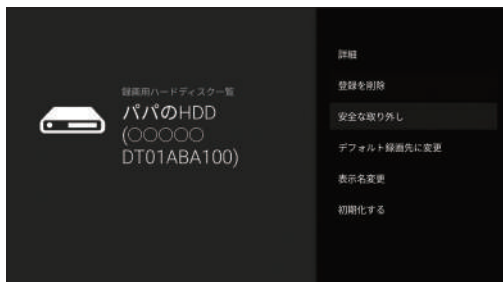 録画用ハードディスク一覧
パパのHDD
(○○○○○
DT01ABA100)
詳細
登録を削除
安全な取り外し
デフォルト録画先に変更
表示名変更
初期化する